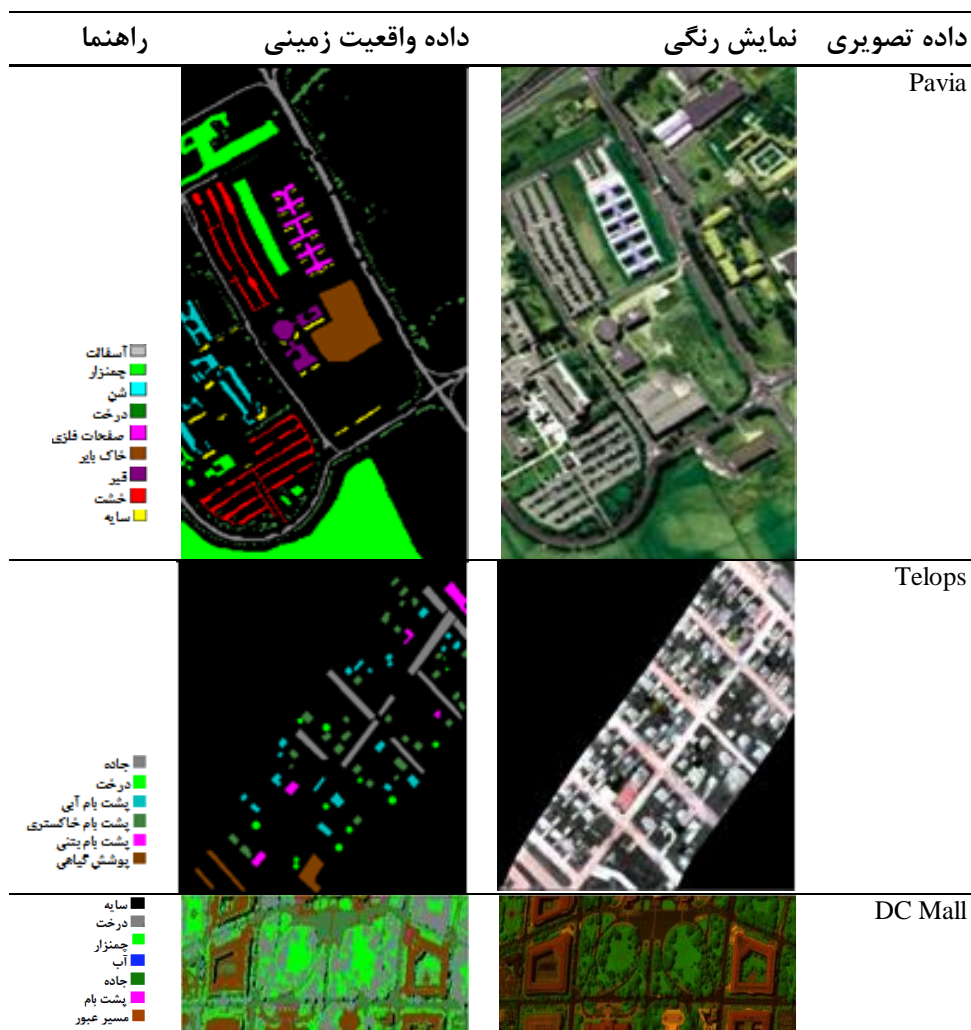 داده تصویری نمایش رنگی داده واقعیت زمینی راهنما
Pavia
آسفالت
چمنزار
شن
درخت
صفحات فلزی
خاک بایر
قیر
خشت
سایه
Telops
جاده
درخت
پشت بام آبی
پشت بام خاکستری
پشت بام بتنی
پوشش گیاهی
DC Mall
سایه
درخت
چمنزار
آب
جاده
پشت بام
مسیر عبور